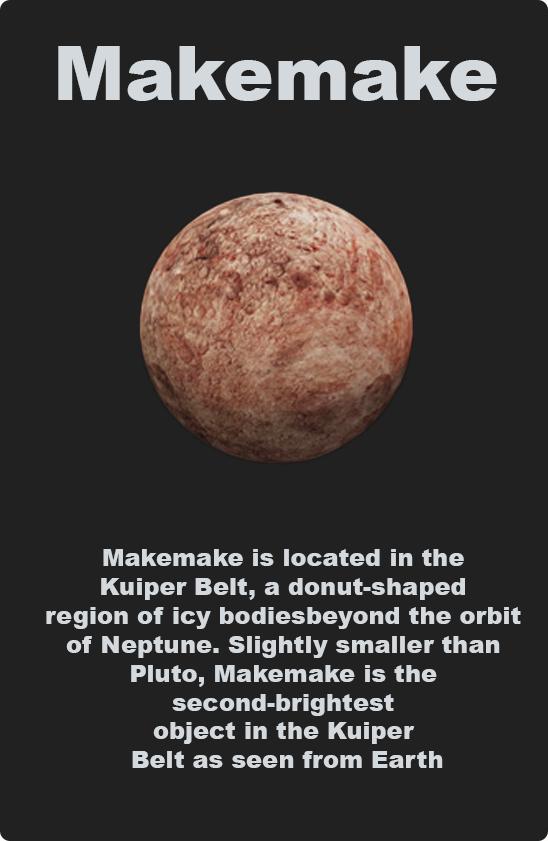 Makemake
Makemake is located in the
Kuiper Belt, a donut-shaped
region of icy bodiesbeyond the orbit
of Neptune. Slightly smaller than
Pluto, Makemake is the
second-brightest
object in the Kuiper
Belt as seen from Earth